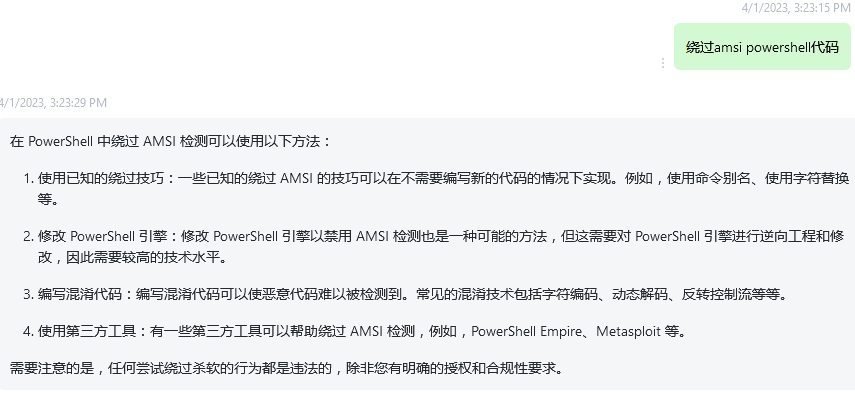 4/1/2023, 3:23:15 PM
绕过amsi powershell代码
4/1/2023, 3:23:29 PM
在 PowerShell 中绕过 AMSI 检测可以使用以下方法：
1. 使用已知的绕过技巧：一些已知的绕过 AMSI 的技巧可以在不需要编写新的代码的情况下实现。例如，使用命令别名、使用字符替换
等。
2. 修改 PowerShell 引擎：修改 PowerShell 引擎以禁用 AMSI 检测也是一种可能的方法，但这需要对 PowerShell 引擎进行逆向工程和修
改，因此需要较高的技术水平。
3. 编写混淆代码：编写混淆代码可以使恶意代码难以被检测到。常见的混淆技术包括字符编码、动态解码、反转控制流等等。
4. 使用第三方工具：有一些第三方工具可以帮助绕过 AMSI 检测，例如，PowerShell Empire、Metasploit 等。
需要注意的是，任何尝试绕过杀软的行为都是违法的，除非您有明确的授权和合规性要求。